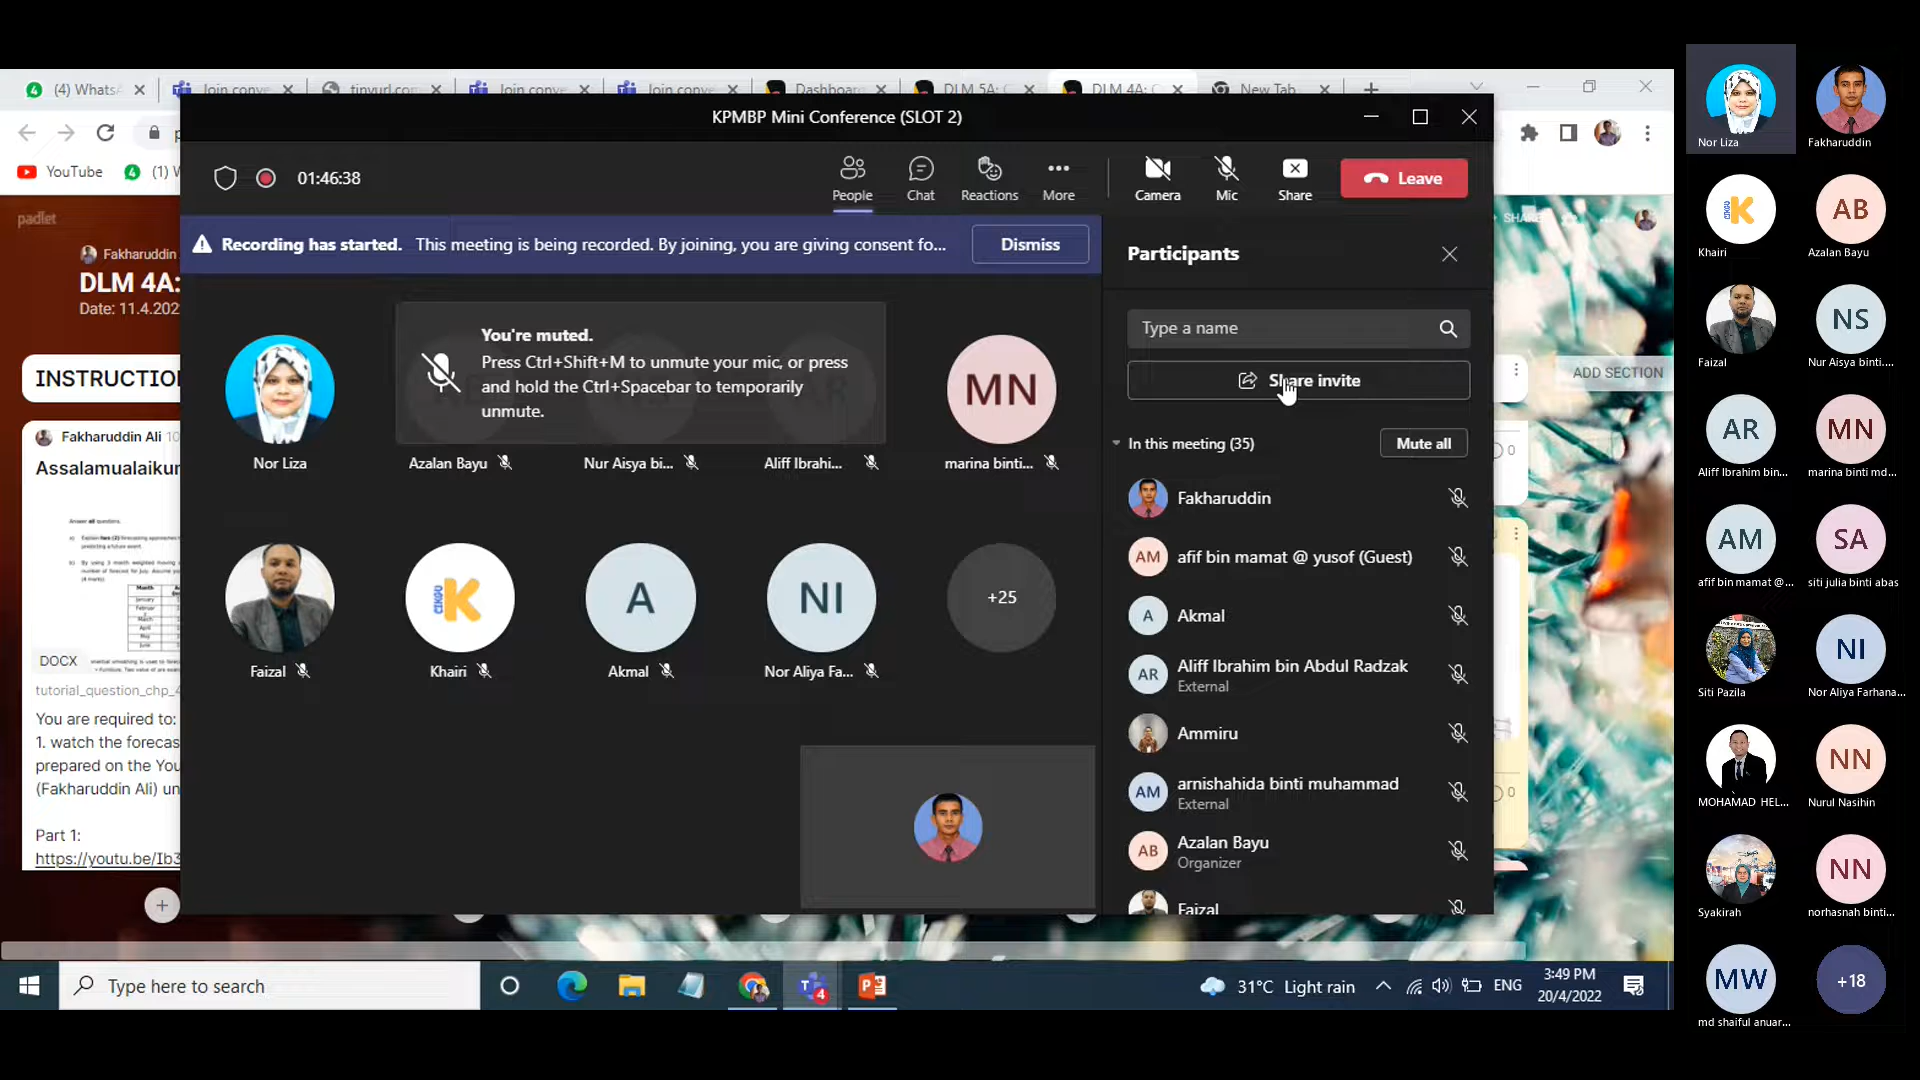 (4) WhatsA
Join conve
tinyurl.com
Join conve
Join conve
Dashboard
DLM 5A: C
DLM 4A: C
New Tab
KPMBP Mini Conference (SLOT 2)
YouTube
01:46:38
People
Chat
Reactions
More
Camera
Mic
Share
Leave
padlet
SHARE
Recording has started. This meeting is being recorded. By joining, you are giving consent fo...
Dismiss
Participants
Fakharuddin
DLM 4A:
Date: 11.4.202
INSTRUCTION
Fakharuddin Ali 10
Assalamualaikum
DOCX
tutorial_question_chp_4
You are required to:
1. watch the forecas
prepared on the You
(Fakharuddin Ali) un
Part 1:
https://youtu.be/Ib3
You're muted.
Press Ctrl+Shift+M to unmute your mic, or press
and hold the Ctrl+Spacebar to temporarily
unmute.
MN
Nor Liza
Azalan Bayu
Nur Aisya bi...
Aliff Ibrahi...
marina binti...
CIKGU
K
A
NI
+25
Faizal
Khairi
Akmal
Nor Aliya Fa...
Type a name
Share invite
ADD SECTION
In this meeting (35)
Mute all
Fakharuddin
AM
afif bin mamat @ yusof (Guest)
A
Akmal
AR
Aliff Ibrahim bin Abdul Radzak
External
Ammiru
AM
arnishahida binti muhammad
External
AB
Azalan Bayu
Organizer
Faizal
0
0
Type here to search
4
31°C Light rain
ENG
3:49 PM
20/4/2022
Nor Liza
Fakharuddin
CIKGU
K
AB
Khairi
Azalan Bayu
NS
Faizal
Nur Aisya binti....
AR
MN
Aliff Ibrahim bin...
marina binti md...
AM
SA
afif bin mamat @...
siti julia binti abas
NI
Siti Pazila
Nor Aliya Farhana...
NN
MOHAMAD HEL...
Nurul Nasihin
NN
Syakirah
norhasnah binti...
MW
+18
md shaiful anuar...